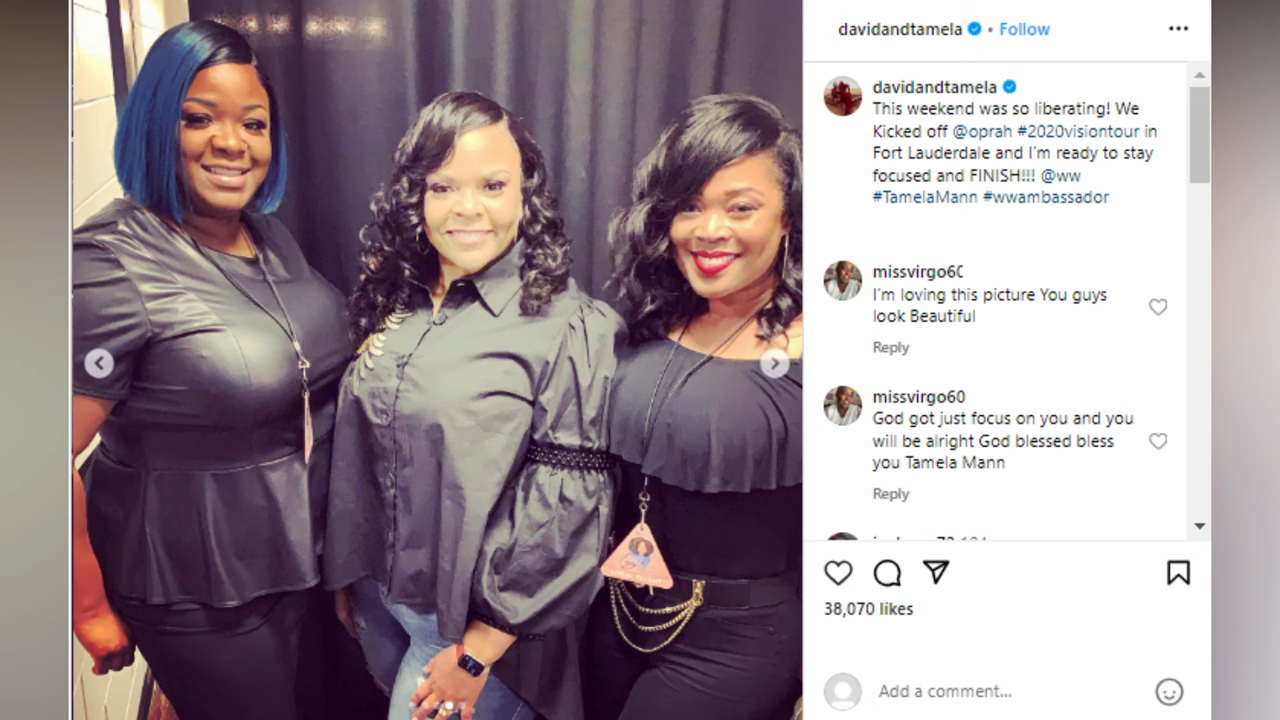 davidandtamela • Follow
davidandtamela
This weekend was so liberating! We
Kicked off @oprah #2020visiontour in
Fort Lauderdale and I'm ready to stay
focused and FINISH!!! @ww
#TamelaMann #wwambassador
missvirgo60
I'm loving this picture You guys
look Beautiful
Reply
missvirgo60
God got just focus on you and you
will be alright God blessed bless
you Tamela Mann
Reply
38,070 likes
Add a comment...